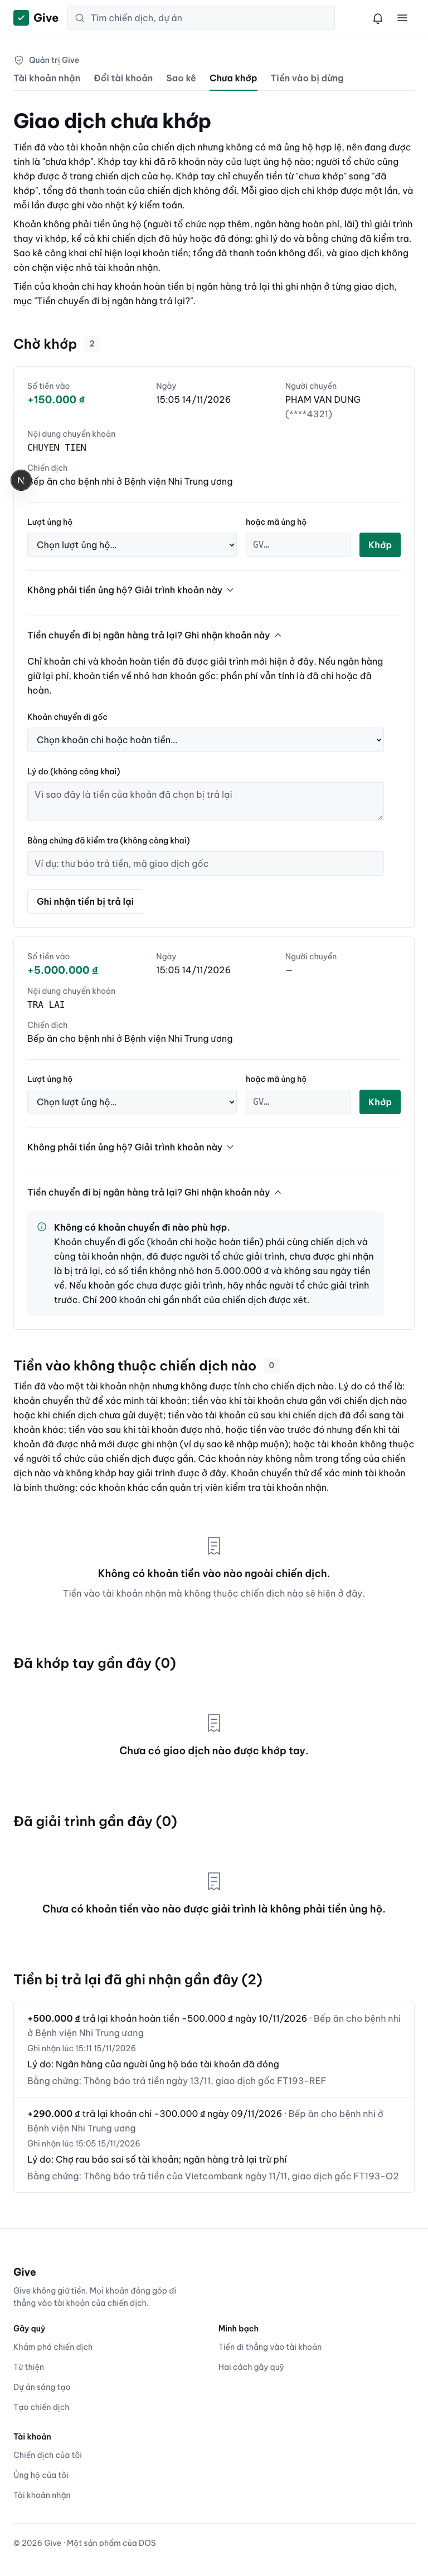 Give
Tìm chiến dịch, dự án
Quản trị Give
Tài khoản nhận
Đổi tài khoản
Sao kê
Chưa khớp
Tiền vào bị dừng
Giao dịch chưa khớp
Tiền đã vào tài khoản nhận của chiến dịch nhưng không có mã ủng hộ hợp lệ, nên đang được
tính là "chưa khớp". Khớp tay khi đã rõ khoản này của lượt ủng hộ nào; người tổ chức cũng
khớp được ở trang chiến dịch của họ. Khớp tay chỉ chuyển tiền từ "chưa khớp" sang "đã
khớp", tổng đã thanh toán của chiến dịch không đổi. Mỗi giao dịch chỉ khớp được một lần, và
mỗi lần được ghi vào nhật ký kiểm toán.
Khoản không phải tiền ủng hộ (người tổ chức nạp thêm, ngân hàng hoàn phí, lãi) thì giải trình
thay vì khớp, kể cả khi chiến dịch đã hủy hoặc đã đóng: ghi lý do và bằng chứng đã kiểm tra.
Sao kê công khai chỉ hiện loại khoản tiền; tổng đã thanh toán không đổi, và giao dịch không
còn chặn việc nhả tài khoản nhận.
Tiền của khoản chi hay khoản hoàn tiền bị ngân hàng trả lại thì ghi nhận ở từng giao dịch,
mục "Tiền chuyển đi bị ngân hàng trả lại?".
Chờ khớp 2
Số tiền vào
+150.000 ₫
Ngày
15:05 14/11/2026
Người chuyển
PHAM VAN DUNG
(****4321)
Nội dung chuyển khoản
CHUYEN TIEN
Chiến dịch
Bếp ăn cho bệnh nhi ở Bệnh viện Nhi Trung ương
Lượt ủng hộ
Chọn lượt ủng hộ…
hoặc mã ủng hộ
GV…
Khớp
Không phải tiền ủng hộ? Giải trình khoản này
Tiền chuyển đi bị ngân hàng trả lại? Ghi nhận khoản này
Chỉ khoản chi và khoản hoàn tiền đã được giải trình mới hiện ở đây. Nếu ngân hàng
giữ lại phí, khoản tiền về nhỏ hơn khoản gốc: phần phí vẫn tính là đã chi hoặc đã
hoàn.
Khoản chuyển đi gốc
Chọn khoản chi hoặc hoàn tiền…
Lý do (không công khai)
Vì sao đây là tiền của khoản đã chọn bị trả lại
Bằng chứng đã kiểm tra (không công khai)
Ví dụ: thư báo trả tiền, mã giao dịch gốc
Ghi nhận tiền bị trả lại
Số tiền vào
+5.000.000 ₫
Ngày
15:05 14/11/2026
Người chuyển
—
Nội dung chuyển khoản
TRA LAI
Chiến dịch
Bếp ăn cho bệnh nhi ở Bệnh viện Nhi Trung ương
Lượt ủng hộ
Chọn lượt ủng hộ…
hoặc mã ủng hộ
GV…
Khớp
Không phải tiền ủng hộ? Giải trình khoản này
Tiền chuyển đi bị ngân hàng trả lại? Ghi nhận khoản này
Không có khoản chuyển đi nào phù hợp.
Khoản chuyển đi gốc (khoản chi hoặc hoàn tiền) phải cùng chiến dịch và
cùng tài khoản nhận, đã được người tổ chức giải trình, chưa được ghi nhận
là bị trả lại, có số tiền không nhỏ hơn 5.000.000 ₫ và không sau ngày tiền
về. Nếu khoản gốc chưa được giải trình, hãy nhắc người tổ chức giải trình
trước. Chỉ 200 khoản chi gần nhất của chiến dịch được xét.
Tiền vào không thuộc chiến dịch nào 0
Tiền đã vào một tài khoản nhận nhưng không được tính cho chiến dịch nào. Lý do có thể là:
khoản chuyển thử để xác minh tài khoản; tiền vào khi tài khoản chưa gắn với chiến dịch nào
hoặc khi chiến dịch chưa gửi duyệt; tiền vào tài khoản cũ sau khi chiến dịch đã đổi sang tài
khoản khác; tiền vào sau khi tài khoản được nhả, hoặc tiền vào trước đó nhưng đến khi tài
khoản đã được nhả mới được ghi nhận (ví dụ sao kê nhập muộn); hoặc tài khoản không thuộc
về người tổ chức của chiến dịch được gắn. Các khoản này không nằm trong tổng của chiến
dịch nào và không khớp hay giải trình được ở đây. Khoản chuyển thử để xác minh tài khoản
là bình thường; các khoản khác cần quản trị viên kiểm tra tài khoản nhận.
Không có khoản tiền vào nào ngoài chiến dịch.
Tiền vào tài khoản nhận mà không thuộc chiến dịch nào sẽ hiện ở đây.
Đã khớp tay gần đây (0)
Chưa có giao dịch nào được khớp tay.
Đã giải trình gần đây (0)
Chưa có khoản tiền vào nào được giải trình là không phải tiền ủng hộ.
Tiền bị trả lại đã ghi nhận gần đây (2)
+500.000 ₫ trả lại khoản hoàn tiền -500.000 ₫ ngày 10/11/2026 · Bếp ăn cho bệnh nhi
ở Bệnh viện Nhi Trung ương
Ghi nhận lúc 15:11 15/11/2026
Lý do: Ngân hàng của người ủng hộ báo tài khoản đã đóng
Bằng chứng: Thông báo trả tiền ngày 13/11, giao dịch gốc FT193-REF
+290.000 ₫ trả lại khoản chi -300.000 ₫ ngày 09/11/2026 · Bếp ăn cho bệnh nhi ở
Bệnh viện Nhi Trung ương
Ghi nhận lúc 15:05 15/11/2026
Lý do: Chợ rau báo sai số tài khoản; ngân hàng trả lại trừ phí
Bằng chứng: Thông báo trả tiền của Vietcombank ngày 11/11, giao dịch gốc FT193-O2
Give
Give không giữ tiền. Mọi khoản đóng góp đi
thẳng vào tài khoản của chiến dịch.
Gây quỹ
Khám phá chiến dịch
Từ thiện
Dự án sáng tạo
Tạo chiến dịch
Minh bạch
Tiền đi thẳng vào tài khoản
Hai cách gây quỹ
Tài khoản
Chiến dịch của tôi
Ủng hộ của tôi
Tài khoản nhận
© 2026 Give · Một sản phẩm của DOS